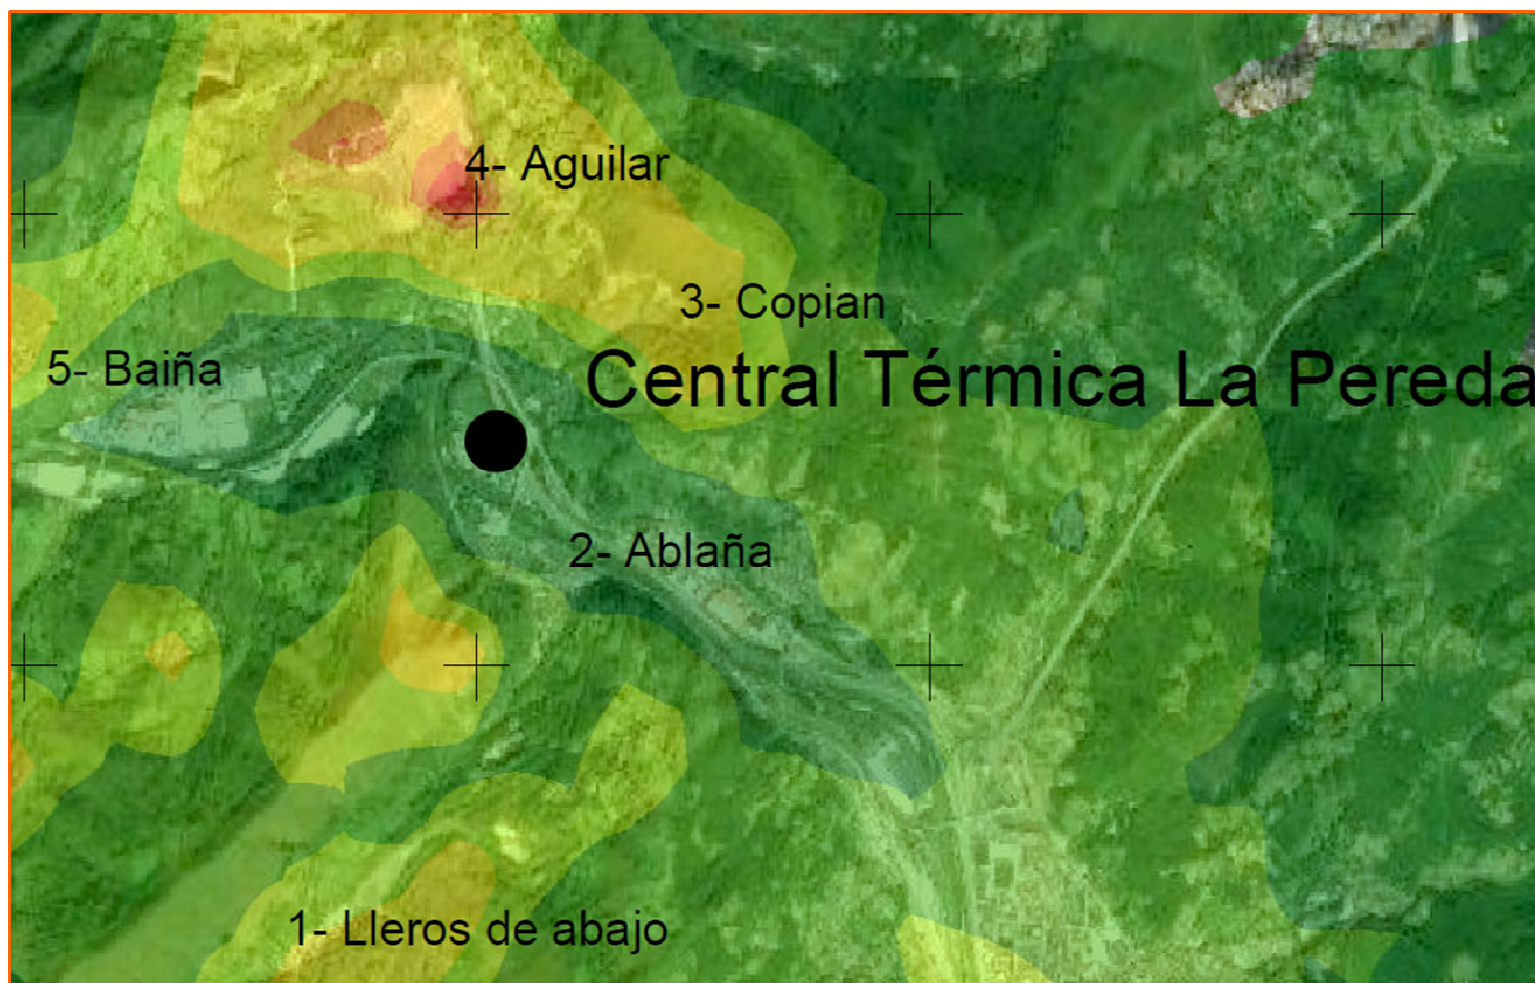 4- Aguilar
3- Copian
5- Baiña
Central Térmica La Pereda
2- Ablaña
1- Lleros de abajo